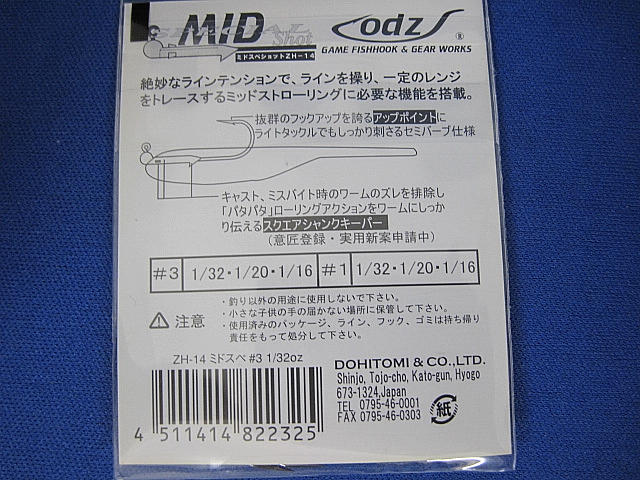 SPECIAL
MID Shot
ミドスペショットZH-14
odz ®
GAME FISHHOOK & GEAR WORKS
絶妙なラインテンションで、ラインを操り、一定のレンジ
をトレースするミッドストローリングに必要な機能を搭載。
抜群のフックアップを誇るアップポイントに
ライトタックルでもしっかり刺さるセミバーブ仕様
キャスト、ミスバイト時のワームのズレを排除し
「パタパタ」ローリングアクションをワームにしっか
り伝えるスクエアシャンクキーパー
(意匠登録・実用新案申請中)
#3 1/32・1/20・1/16 #1 1/32・1/20・1/16
注意
・釣り以外の用途に使用しないで下さい。
・小さな子供の手の届かない場所に保管して下さい。
・使用済みのパッケージ、ライン、フック、ゴミは持ち帰り
責任をもって処分して下さい。
ZH-14 ミドスペ #3 1/32oz
4 511414 822325
DOHITOMI & CO.,LTD.
Shinjo, Tojo-cho, Kato-gun, Hyogo
673-1324,Japan
TEL 0795-46-0001
FAX 0795-46-0303
紙